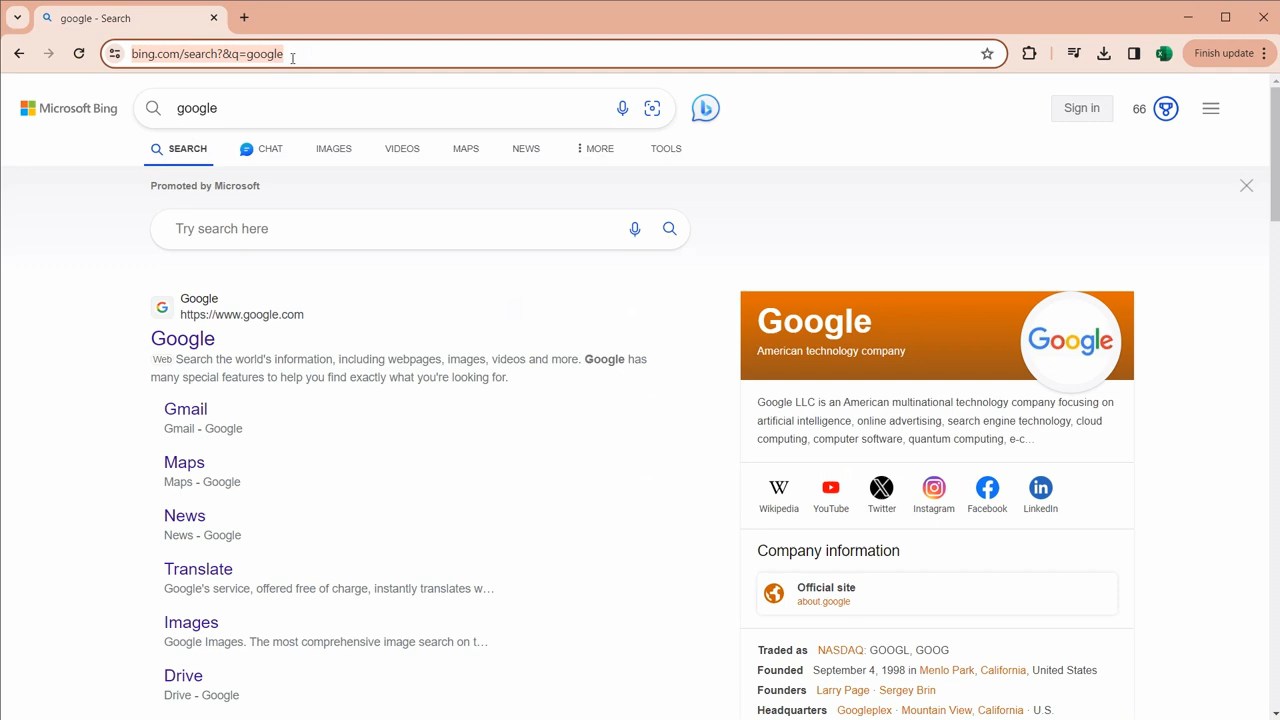 google - Search
bing.com/search?&q=google
Finish update
Microsoft Bing
google
Sign in
66
SEARCH
CHAT
IMAGES
VIDEOS
MAPS
NEWS
MORE
TOOLS
Promoted by Microsoft
Try search here
Google
https://www.google.com
Google
Web Search the world's information, including webpages, images, videos and more. Google has
many special features to help you find exactly what you're looking for.
Gmail
Gmail - Google
Maps
Maps - Google
News
News - Google
Translate
Google's service, offered free of charge, instantly translates w...
Images
Google Images. The most comprehensive image search on t...
Drive
Drive - Google
Google
American technology company
Google
Google LLC is an American multinational technology company focusing on
artificial intelligence, online advertising, search engine technology, cloud
computing, computer software, quantum computing, e-c...
Wikipedia
YouTube
Twitter
Instagram
Facebook
LinkedIn
Company information
Official site
about.google
Traded as NASDAQ: GOOGL, GOOG
Founded September 4, 1998 in Menlo Park, California, United States
Founders Larry Page · Sergey Brin
Headquarters Googleplex · Mountain View, California · U.S.